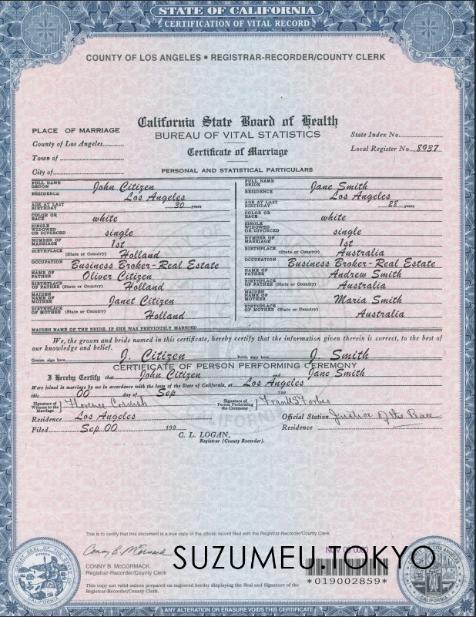 STATE OF CALIFORNIA
CERTIFICATION OF VITAL RECORD
COUNTY OF LOS ANGELES • REGISTRAR-RECORDER/COUNTY CLERK
California State Board of Health
BUREAU OF VITAL STATISTICS
Certificate of Marriage
PLACE OF MARRIAGE
County of Los Angeles
Town of
City of
State Index No.
Local Register No. 8937
PERSONAL AND STATISTICAL PARTICULARS
FULL NAME GROOM John Citizen
RESIDENCE Los Angeles
AGE AT LAST BIRTHDAY 30 years
COLOR OR RACE white
SINGLE WIDOWED OR DIVORCED single
NUMBER OF MARRIAGE 1st
BIRTHPLACE (State or County) Holland
OCCUPATION Business Broker-Real Estate
NAME OF FATHER Oliver Citizen
BIRTHPLACE OF FATHER (State or County) Holland
MAIDEN NAME OF MOTHER Janet Citizen
BIRTHPLACE OF MOTHER (State or County) Holland
FULL NAME BRIDE Jane Smith
RESIDENCE Los Angeles
AGE AT LAST BIRTHDAY 28 years
COLOR OR RACE white
SINGLE WIDOWED OR DIVORCED single
NUMBER OF MARRIAGE 1st
BIRTHPLACE (State or County) Australia
OCCUPATION Business Broker-Real Estate
NAME OF FATHER Andrew Smith
BIRTHPLACE OF FATHER (State or County) Australia
MAIDEN NAME OF MOTHER Maria Smith
BIRTHPLACE OF MOTHER (State or County) Australia
MAIDEN NAME OF THE BRIDE, IF SHE WAS PREVIOUSLY MARRIED
We, the groom and bride named in this certificate, hereby certify that the information given therein is correct, to the best
of our knowledge and belief.
Groom sign here J. Citizen Bride sign here J. Smith
CERTIFICATE OF PERSON PERFORMING CEREMONY
I Hereby Certify that John Citizen and Jane Smith
Were joined in marriage by me in accordance with the laws of the State of California, at Los Angeles
this 00 day of Sep 190
Signature of Witness to the Marriage
Signature of Person Performing the Ceremony Frank S Forbes
Residence Los Angeles
Official Station Justice of the Peace
Filed Sep 00 190
Residence
C. L. LOGAN,
Registrar (County Recorder).
This is to certify that this document is a true copy of the official record filed with the Registrar-Recorder/County Clerk.
CONNY B. McCORMACK
Registrar-Recorder/County Clerk
This copy not valid unless prepared on engraved border displaying the Seal and Signature of the
Registrar-Recorder/County Clerk.
SUZUMEU.TOKYO
*019002859*
ANY ALTERATION OR ERASURE VOIDS THIS CERTIFICATE